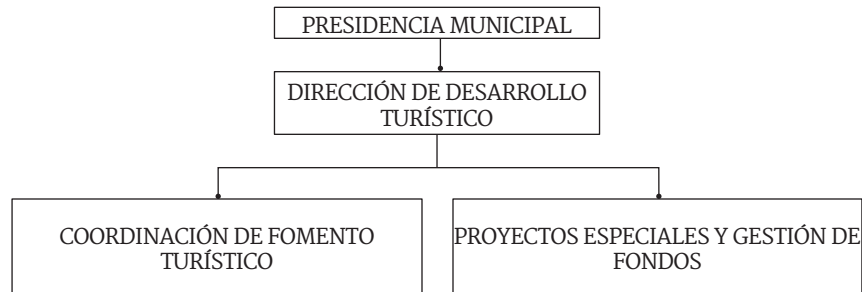 PRESIDENCIA MUNICIPAL
DIRECCIÓN DE DESARROLLO
TURÍSTICO
COORDINACIÓN DE FOMENTO
TURÍSTICO
PROYECTOS ESPECIALES Y GESTIÓN DE
FONDOS